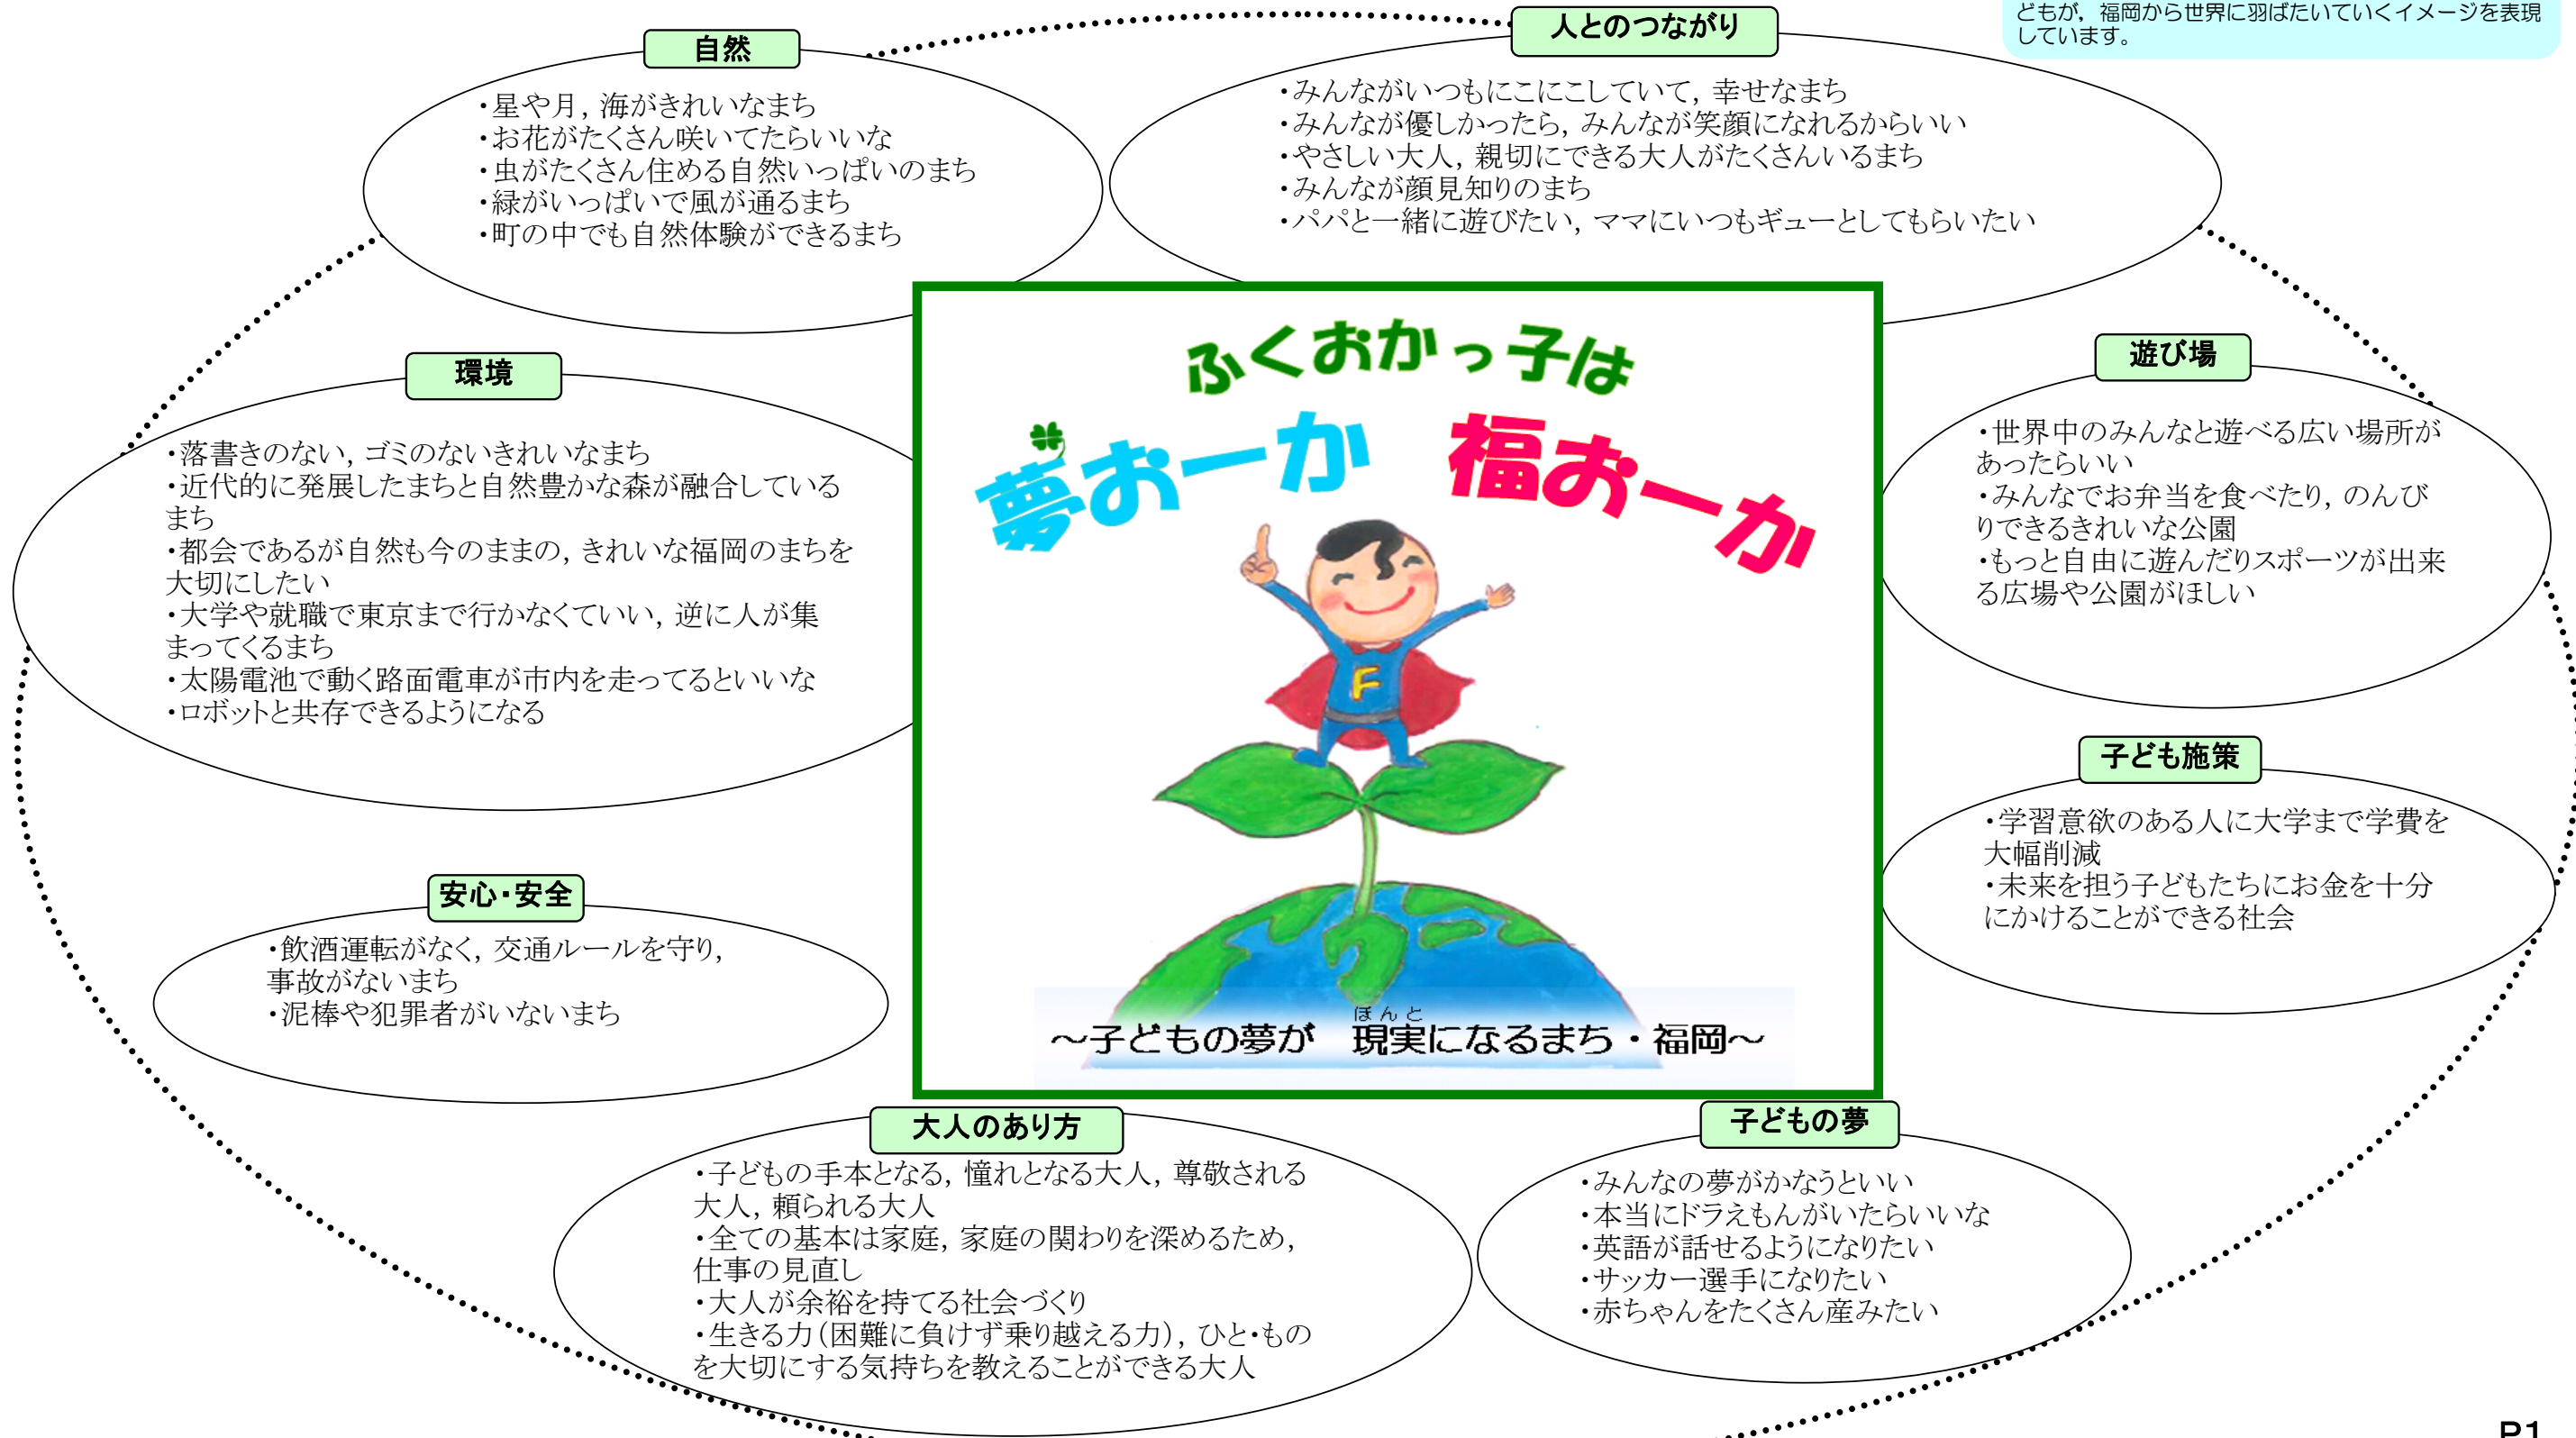 どもが，福岡から世界に羽ばたいていくイメージを表現
しています。
自然
・星や月，海がきれいなまち
・お花がたくさん咲いてたらいいな
・虫がたくさん住める自然いっぱいのまち
・緑がいっぱいで風が通るまち
・町の中でも自然体験ができるまち
人とのつながり
・みんながいつもにこにこしていて，幸せなまち
・みんなが優しかったら，みんなが笑顔になれるからいい
・やさしい大人，親切にできる大人がたくさんいるまち
・みんなが顔見知りのまち
・パパと一緒に遊びたい，ママにいつもギューとしてもらいたい
環境
・落書きのない，ゴミのないきれいなまち
・近代的に発展したまちと自然豊かな森が融合している
まち
・都会であるが自然も今のままの，きれいな福岡のまちを
大切にしたい
・大学や就職で東京まで行かなくていい，逆に人が集
まってくるまち
・太陽電池で動く路面電車が市内を走ってるといいな
・ロボットと共存できるようになる
ふくおかっ子は
夢おーか 福おーか
F
ほんと
～子どもの夢が 現実になるまち・福岡～
遊び場
・世界中のみんなと遊べる広い場所が
あったらいい
・みんなでお弁当を食べたり，のんび
りできるきれいな公園
・もっと自由に遊んだりスポーツが出来
る広場や公園がほしい
子ども施策
・学習意欲のある人に大学まで学費を
大幅削減
・未来を担う子どもたちにお金を十分
にかけることができる社会
安心・安全
・飲酒運転がなく，交通ルールを守り，
事故がないまち
・泥棒や犯罪者がいないまち
大人のあり方
・子どもの手本となる，憧れとなる大人，尊敬される
大人，頼られる大人
・全ての基本は家庭，家庭の関わりを深めるため，
仕事の見直し
・大人が余裕を持てる社会づくり
・生きる力（困難に負けず乗り越える力），ひと・もの
を大切にする気持ちを教えることができる大人
子どもの夢
・みんなの夢がかなうといい
・本当にドラえもんがいたらいいな
・英語が話せるようになりたい
・サッカー選手になりたい
・赤ちゃんをたくさん産みたい
P1